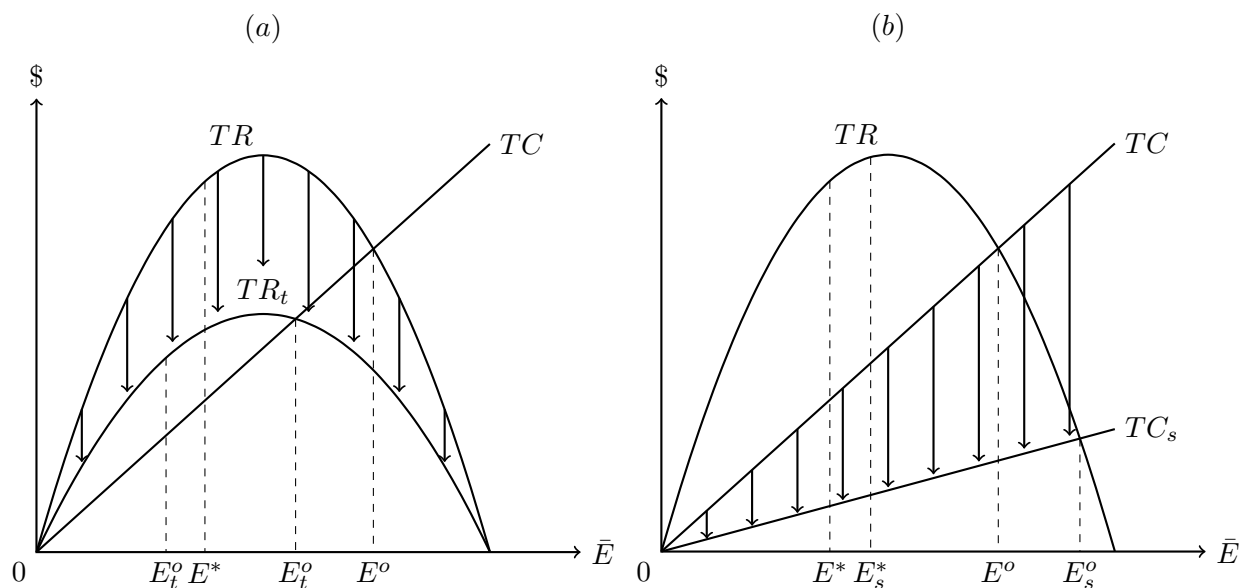 (a)
$
TR
TC
TR_t
0
E_t^o
E*
E_t^o
E^o
Ē
(b)
$
TR
TC
TC_s
0
E*
E_s^*
E^o
E_s^o
Ē